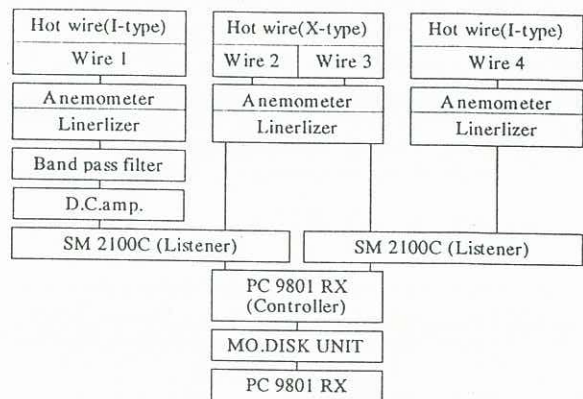 Hot wire(I-type)
Wire 1
Anemometer
Linerlizer
Band pass filter
D.C.amp.
Hot wire(X-type)
Wire 2
Wire 3
Anemometer
Linerlizer
Hot wire(I-type)
Wire 4
Anemometer
Linerlizer
SM 2100C (Listener)
SM 2100C (Listener)
PC 9801 RX
(Controller)
MO.DISK UNIT
PC 9801 RX